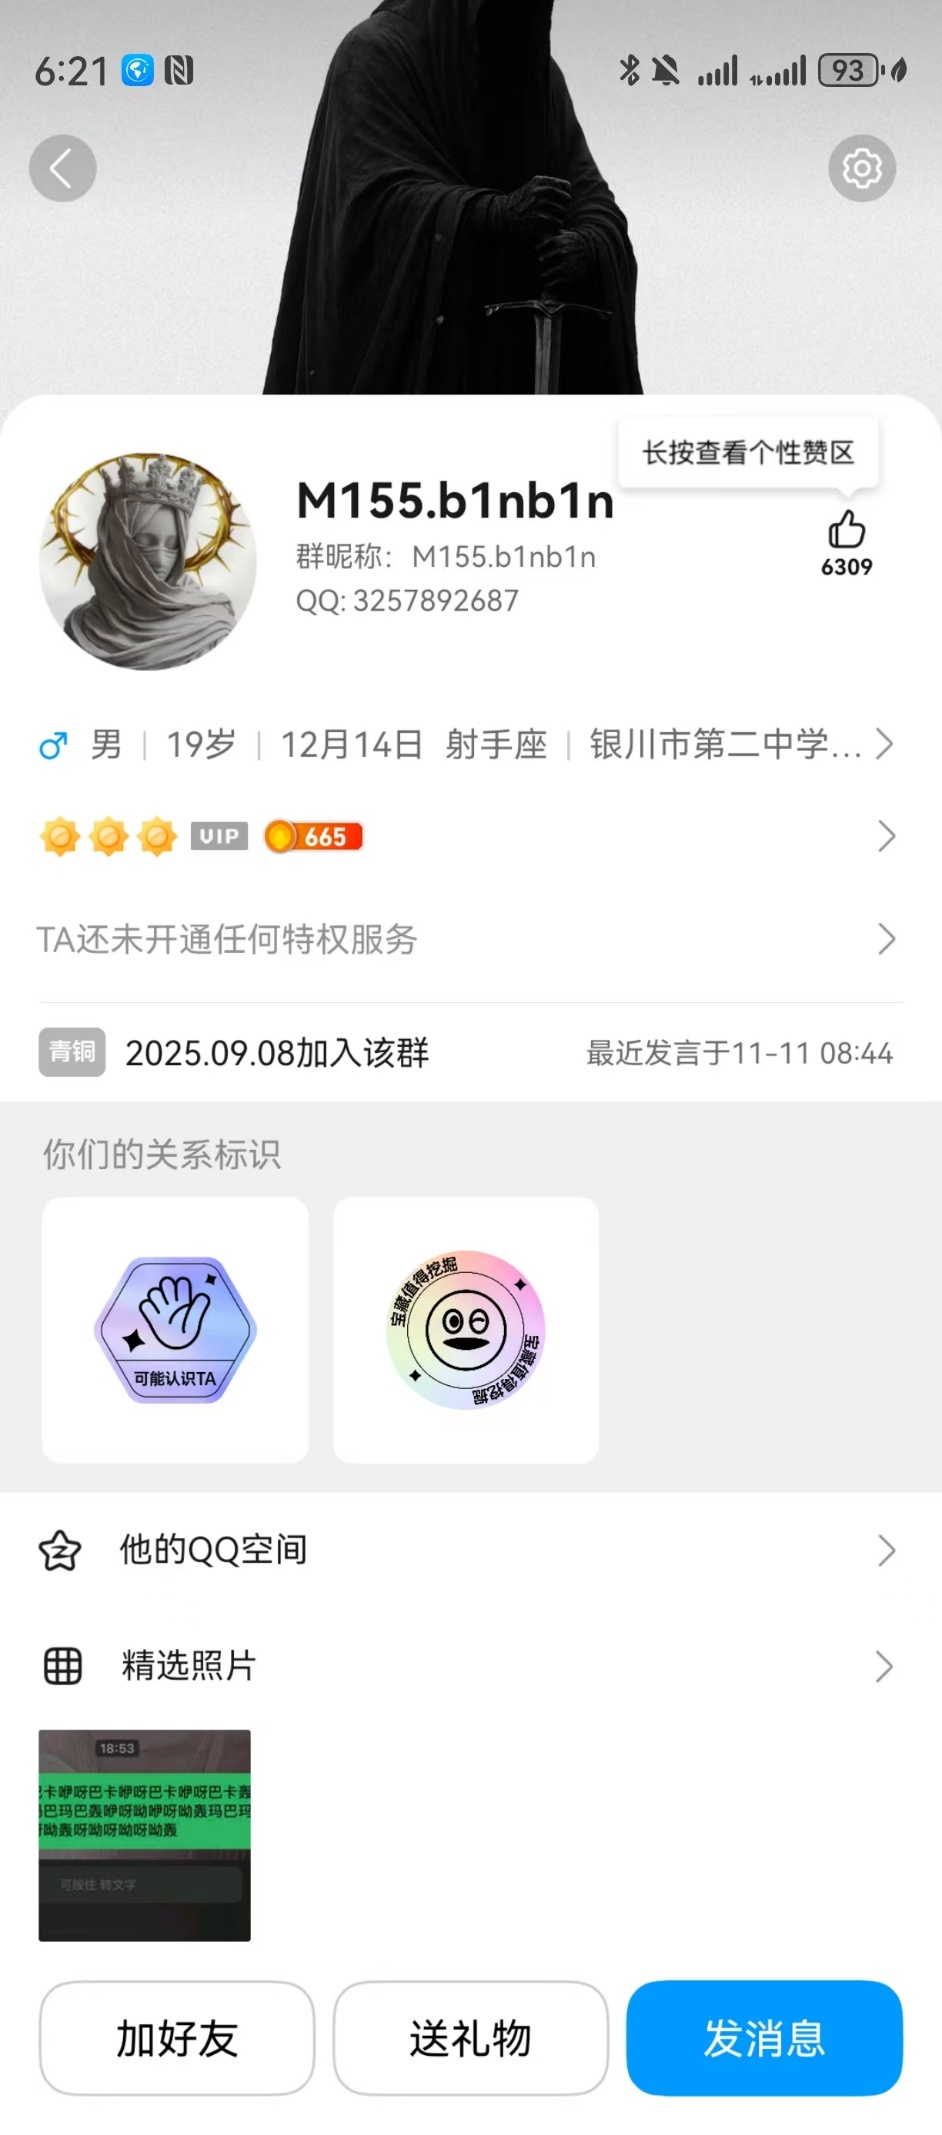 6:21
93
长按查看个性赞区
M155.b1nb1n
6309
群昵称: M155.b1nb1n
QQ: 3257892687
男 | 19岁 | 12月14日 射手座 | 银川市第二中学...
VIP 665
TA还未开通任何特权服务
青铜 2025.09.08加入该群 最近发言于11-11 08:44
你们的关系标识
可能认识TA
宝藏值得挖掘
宝藏值得挖掘
他的QQ空间
精选照片
18:53
卡咿呀巴卡咿呀巴卡咿呀巴卡轰
巴玛巴轰咿呀呦咿呀呦轰玛巴玛
呦轰呀呦呀呦呀呦轰
可按住 转文字
加好友
送礼物
发消息